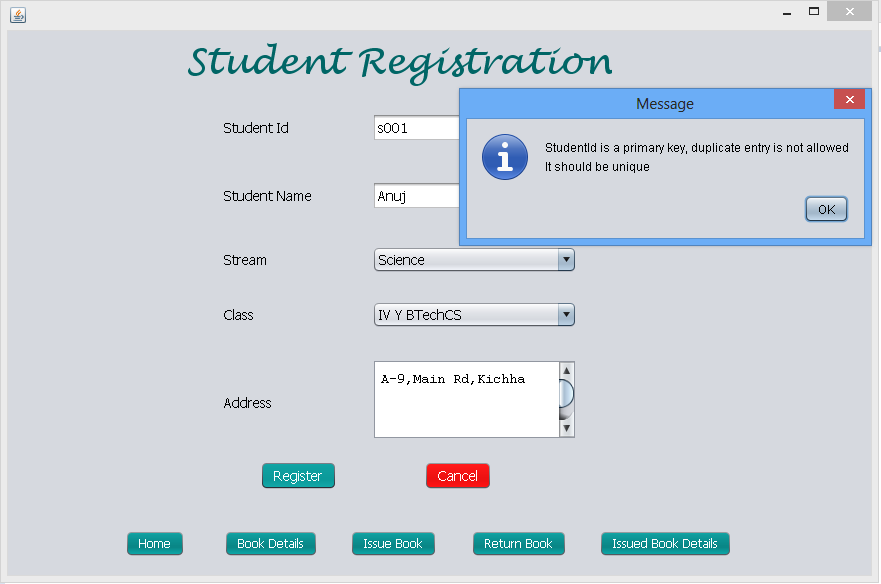 Student Registration
Message
StudentId is a primary key, duplicate entry is not allowed
It should be unique
OK
Student Id
s001
Student Name
Anuj
Stream
Science
Class
IV Y BTechCS
Address
A-9,Main Rd,Kichha
Register
Cancel
Home
Book Details
Issue Book
Return Book
Issued Book Details